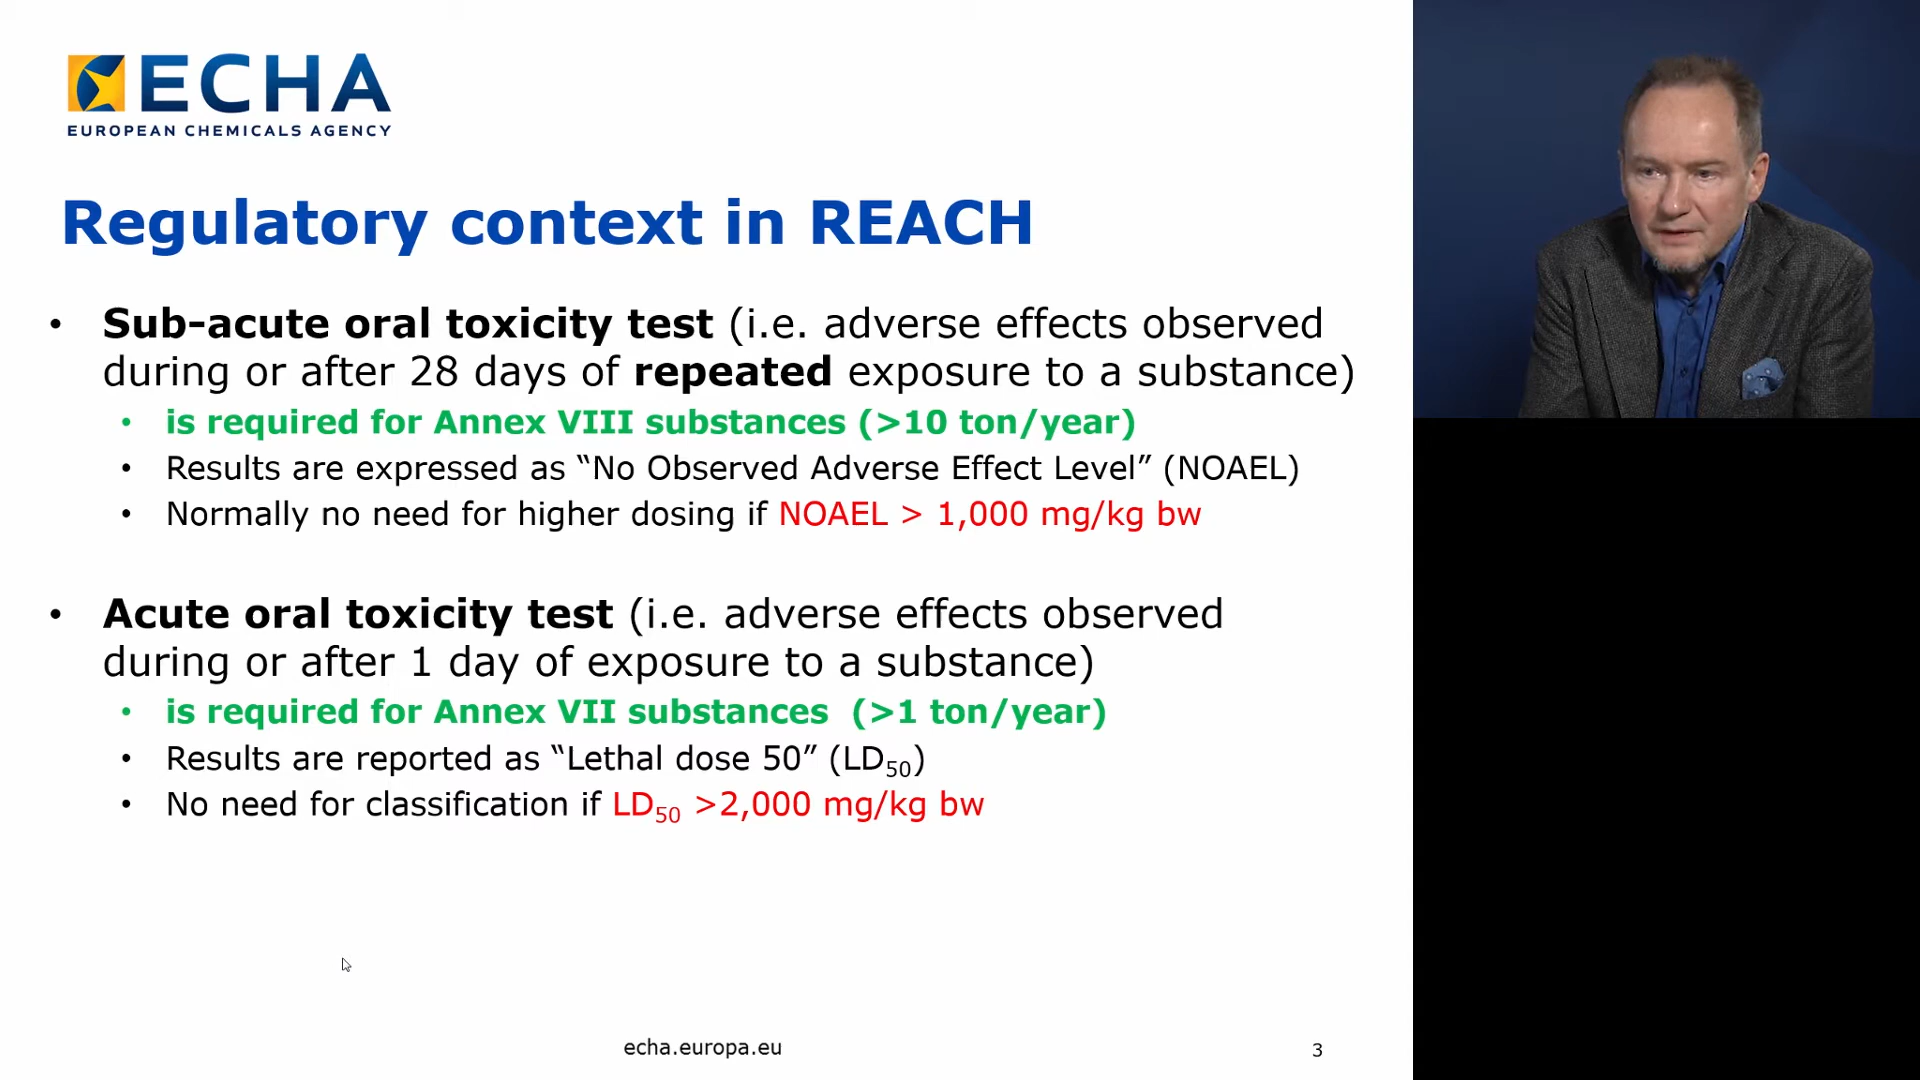 ECHA
EUROPEAN CHEMICALS AGENCY
Regulatory context in REACH
• Sub-acute oral toxicity test (i.e. adverse effects observed
during or after 28 days of repeated exposure to a substance)
• is required for Annex VIII substances (>10 ton/year)
• Results are expressed as “No Observed Adverse Effect Level” (NOAEL)
• Normally no need for higher dosing if NOAEL > 1,000 mg/kg bw
• Acute oral toxicity test (i.e. adverse effects observed
during or after 1 day of exposure to a substance)
• is required for Annex VII substances (>1 ton/year)
• Results are reported as “Lethal dose 50” (LD50)
• No need for classification if LD50 >2,000 mg/kg bw
echa.europa.eu
3